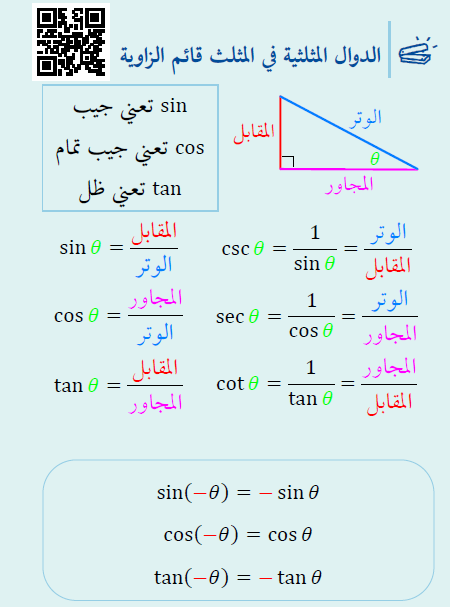 الدوال المثلثية في المثلث قائم الزاوية
sin تعني جيب
cos تعني جيب تمام
tan تعني ظل
الوتر
المقابل
θ
المجاور
sin θ = المقابل / الوتر
csc θ = 1 / sin θ = الوتر / المقابل
cos θ = المجاور / الوتر
sec θ = 1 / cos θ = الوتر / المجاور
tan θ = المقابل / المجاور
cot θ = 1 / tan θ = المجاور / المقابل
sin(−θ) = − sin θ
cos(−θ) = cos θ
tan(−θ) = − tan θ